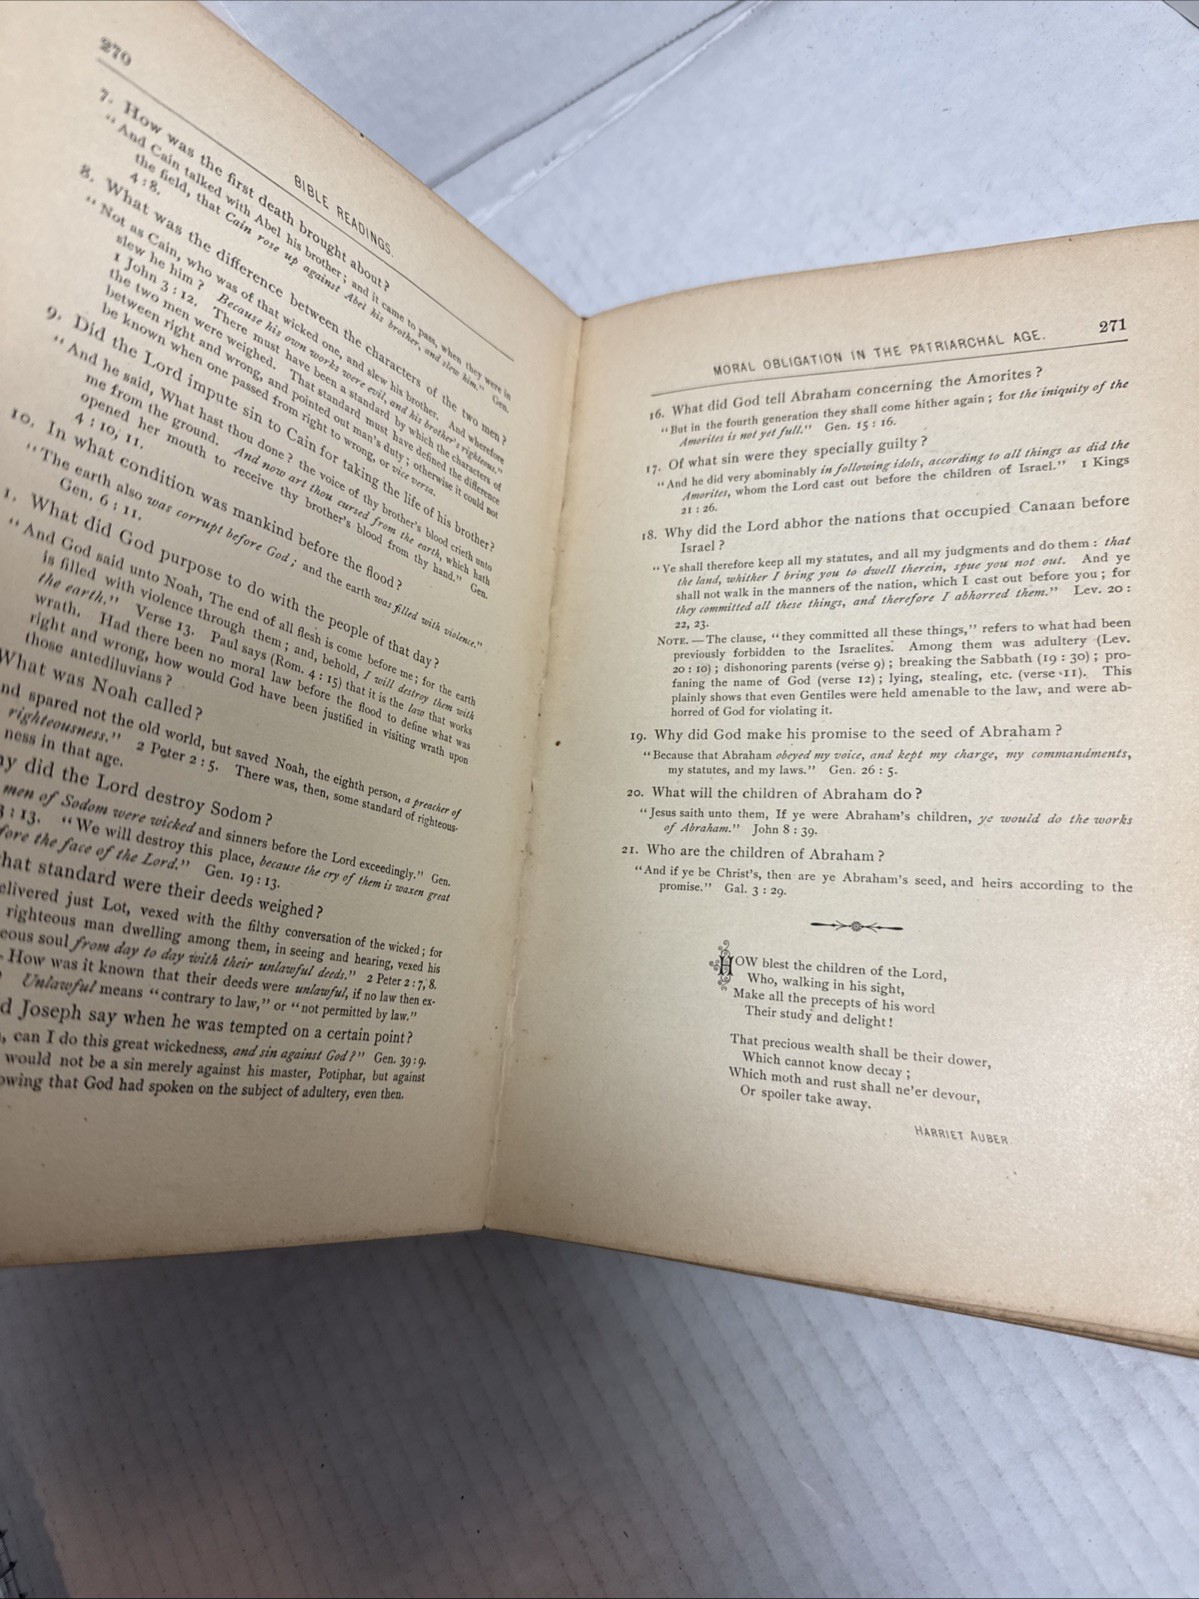 270
BIBLE READINGS.
7. How was the first death brought about?
"And Cain talked with Abel his brother; and it came to pass, when they were in
the field, that Cain rose up against Abel his brother, and slew him." Gen.
4:8.
8. What was the difference between the characters of the two men?
"Not as Cain, who was of that wicked one, and slew his brother. And wherefore
slew he him? Because his own works were evil, and his brother's righteous."
1 John 3:12. There must have been a standard by which the characters of
the two men were weighed. That standard must have defined the difference
between right and wrong, and pointed out man's duty; otherwise it could not
be known when one passed from right to wrong, or vice versa.
9. Did the Lord impute sin to Cain for taking the life of his brother?
"And he said, What hast thou done? the voice of thy brother's blood crieth unto
me from the ground. And now art thou cursed from the earth, which hath
opened her mouth to receive thy brother's blood from thy hand." Gen.
4:10, 11.
10. In what condition was mankind before the flood?
"The earth also was corrupt before God; and the earth was filled with violence."
Gen. 6:11.
1. What did God purpose to do with the people of that day?
"And God said unto Noah, The end of all flesh is come before me; for the earth
is filled with violence through them; and, behold, I will destroy them with
the earth." Verse 13. Paul says (Rom. 4:15) that it is the law that works
wrath. Had there been no moral law before the flood to define what was
right and wrong, how would God have been justified in visiting wrath upon
those antediluvians?
What was Noah called?
nd spared not the old world, but saved Noah, the eighth person, a preacher of
righteousness." 2 Peter 2:5. There was, then, some standard of righteous-
ness in that age.
y did the Lord destroy Sodom?
men of Sodom were wicked and sinners before the Lord exceedingly." Gen.
3:13. "We will destroy this place, because the cry of them is waxen great
fore the face of the Lord." Gen. 19:13.
hat standard were their deeds weighed?
elivered just Lot, vexed with the filthy conversation of the wicked; for
righteous man dwelling among them, in seeing and hearing, vexed his
eous soul from day to day with their unlawful deeds." 2 Peter 2:7, 8.
How was it known that their deeds were unlawful, if no law then ex-
? Unlawful means "contrary to law," or "not permitted by law."
d Joseph say when he was tempted on a certain point?
, can I do this great wickedness, and sin against God?" Gen. 39:9.
would not be a sin merely against his master, Potiphar, but against
owing that God had spoken on the subject of adultery, even then.
MORAL OBLIGATION IN THE PATRIARCHAL AGE. 271
16. What did God tell Abraham concerning the Amorites?
"But in the fourth generation they shall come hither again; for the iniquity of the
Amorites is not yet full." Gen. 15:16.
17. Of what sin were they specially guilty?
"And he did very abominably in following idols, according to all things as did the
Amorites, whom the Lord cast out before the children of Israel." 1 Kings
21:26.
18. Why did the Lord abhor the nations that occupied Canaan before
Israel?
"Ye shall therefore keep all my statutes, and all my judgments and do them: that
the land, whither I bring you to dwell therein, spue you not out. And ye
shall not walk in the manners of the nation, which I cast out before you; for
they committed all these things, and therefore I abhorred them." Lev. 20:
22, 23.
NOTE.—The clause, "they committed all these things," refers to what had been
previously forbidden to the Israelites. Among them was adultery (Lev.
20:10); dishonoring parents (verse 9); breaking the Sabbath (19:30); pro-
faning the name of God (verse 12); lying, stealing, etc. (verse 11). This
plainly shows that even Gentiles were held amenable to the law, and were ab-
horred of God for violating it.
19. Why did God make his promise to the seed of Abraham?
"Because that Abraham obeyed my voice, and kept my charge, my commandments,
my statutes, and my laws." Gen. 26:5.
20. What will the children of Abraham do?
"Jesus saith unto them, If ye were Abraham's children, ye would do the works
of Abraham." John 8:39.
21. Who are the children of Abraham?
"And if ye be Christ's, then are ye Abraham's seed, and heirs according to the
promise." Gal. 3:29.
HOW blest the children of the Lord,
Who, walking in his sight,
Make all the precepts of his word
Their study and delight!
That precious wealth shall be their dower,
Which cannot know decay;
Which moth and rust shall ne'er devour,
Or spoiler take away.
HARRIET AUBER